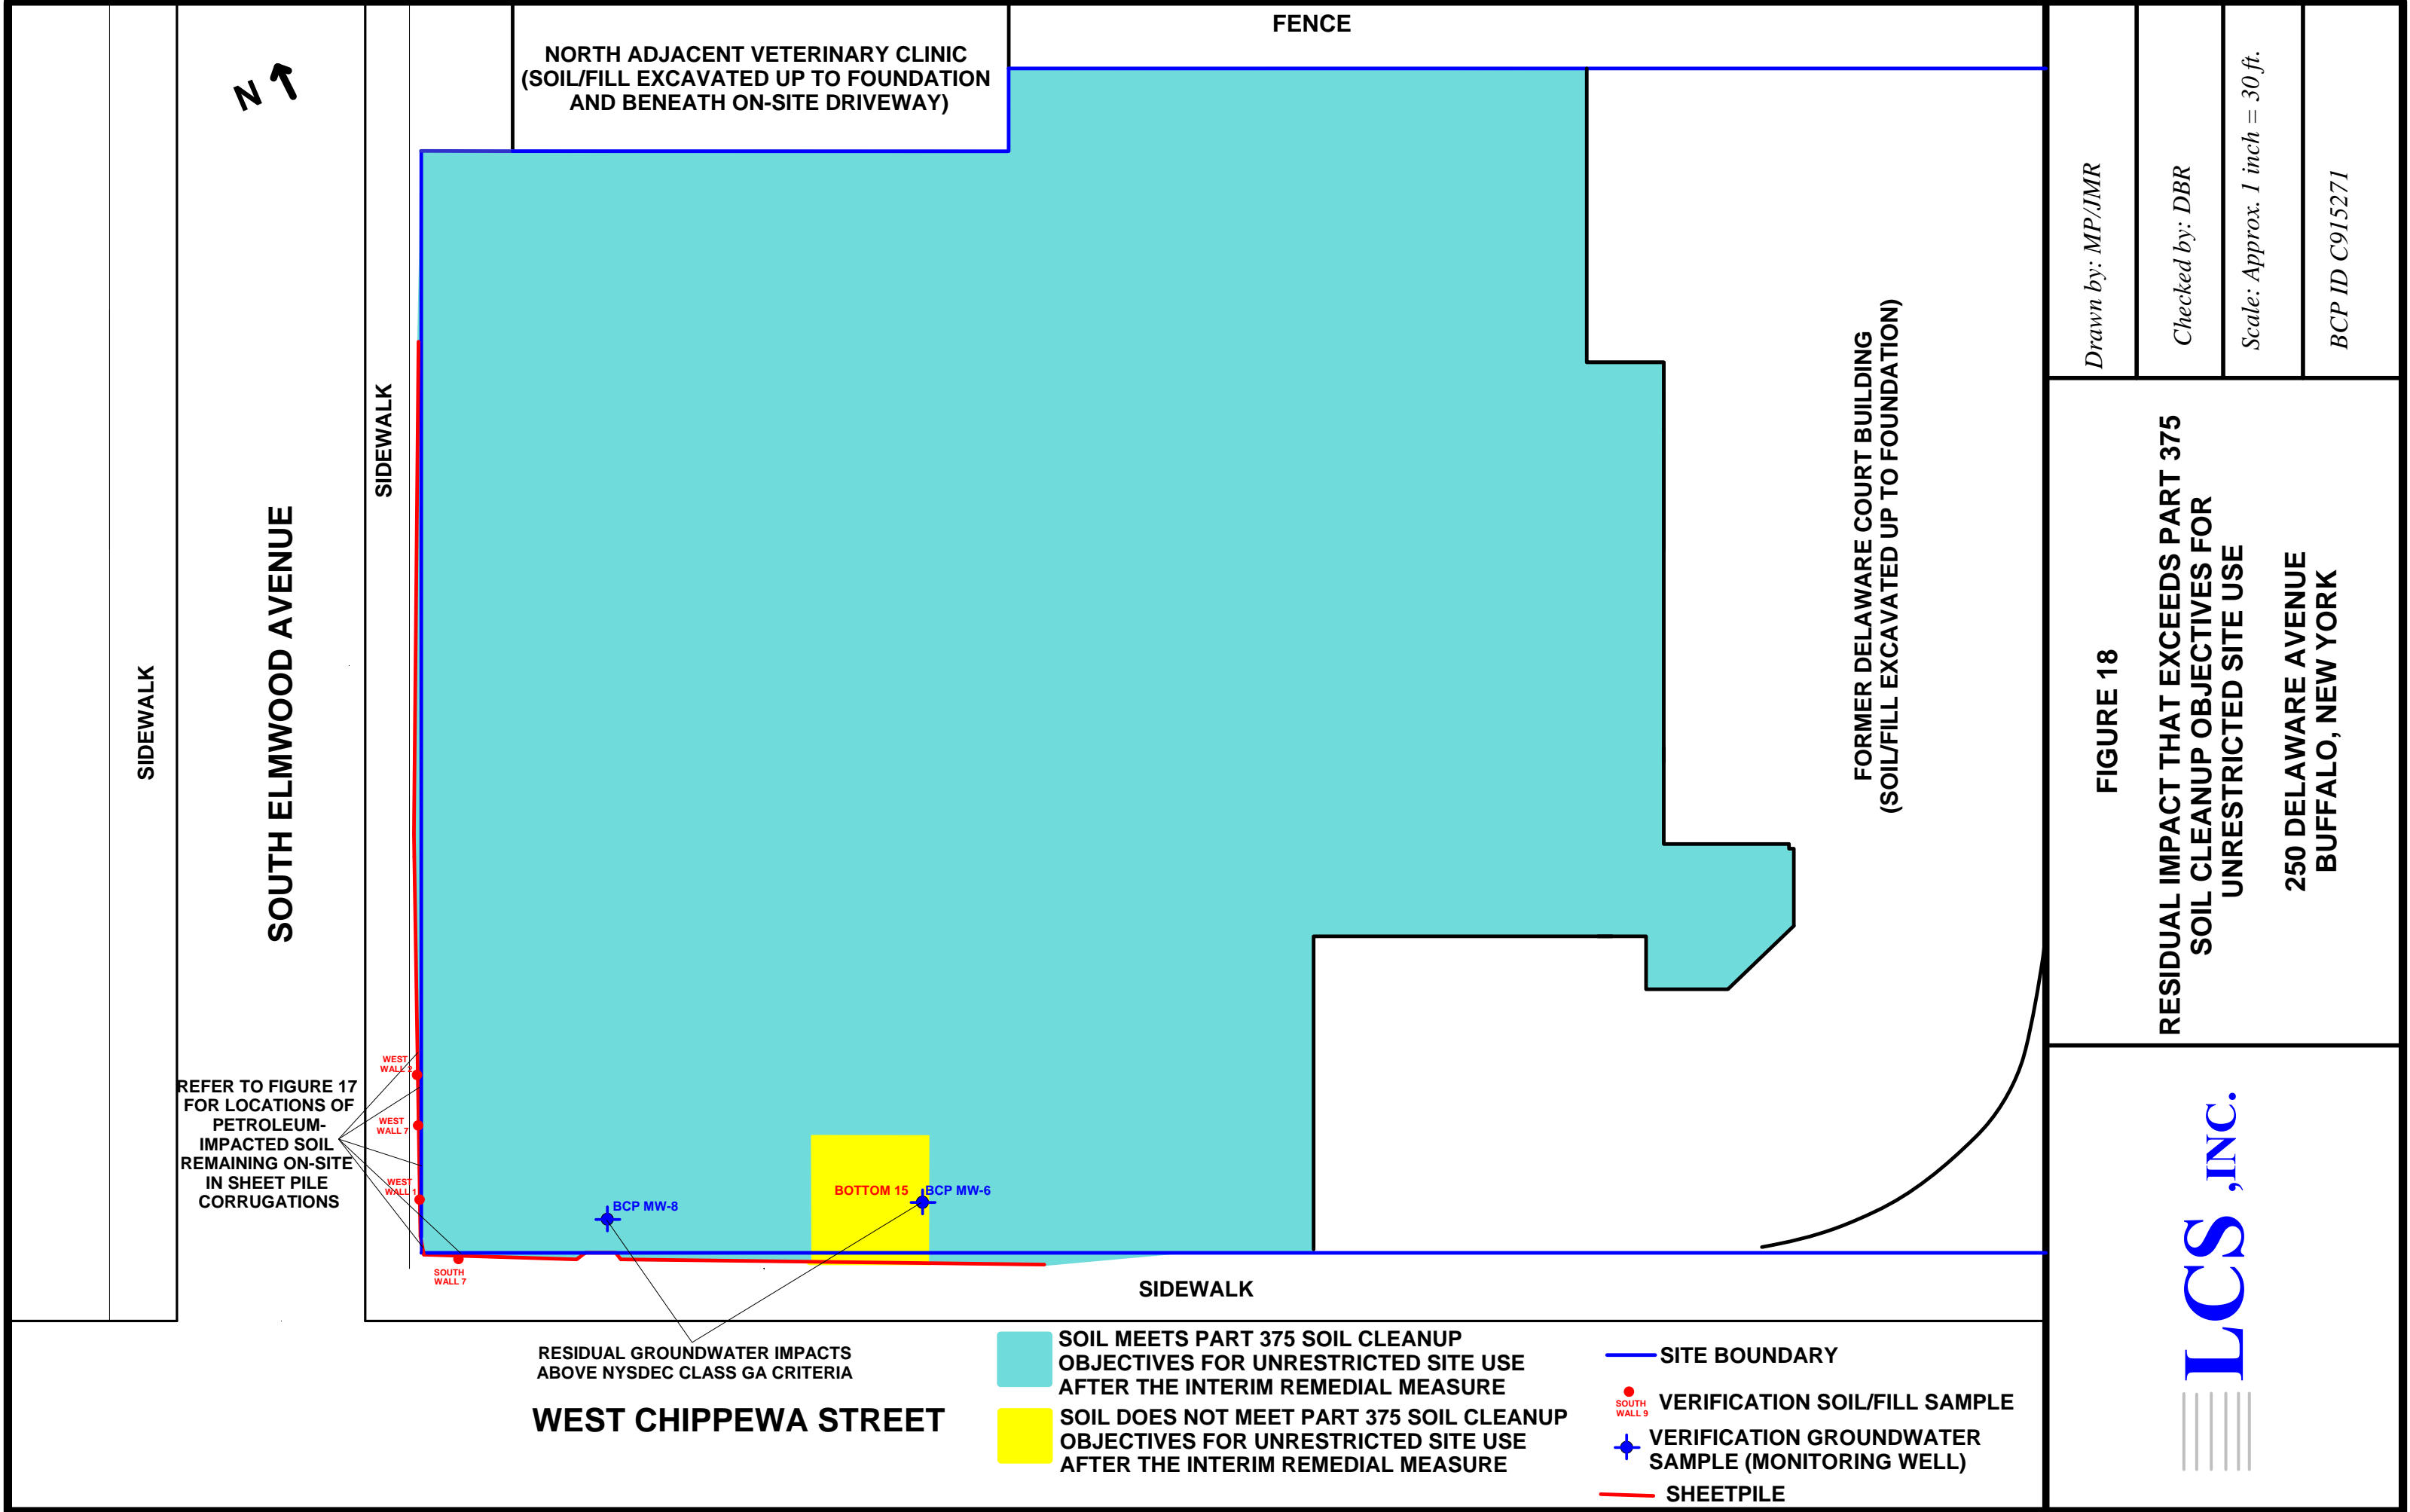 FENCE
NORTH ADJACENT VETERINARY CLINIC
(SOIL/FILL EXCAVATED UP TO FOUNDATION
AND BENEATH ON-SITE DRIVEWAY)
N
SIDEWALK
SOUTH ELMWOOD AVENUE
SIDEWALK
FORMER DELAWARE COURT BUILDING
(SOIL/FILL EXCAVATED UP TO FOUNDATION)
WEST
WALL 2
WEST
WALL 7
WEST
WALL 1
REFER TO FIGURE 17
FOR LOCATIONS OF
PETROLEUM-
IMPACTED SOIL
REMAINING ON-SITE
IN SHEET PILE
CORRUGATIONS
BOTTOM 15
BCP MW-6
BCP MW-8
SOUTH
WALL 7
SIDEWALK
RESIDUAL GROUNDWATER IMPACTS
ABOVE NYSDEC CLASS GA CRITERIA
WEST CHIPPEWA STREET
SOIL MEETS PART 375 SOIL CLEANUP
OBJECTIVES FOR UNRESTRICTED SITE USE
AFTER THE INTERIM REMEDIAL MEASURE
SOIL DOES NOT MEET PART 375 SOIL CLEANUP
OBJECTIVES FOR UNRESTRICTED SITE USE
AFTER THE INTERIM REMEDIAL MEASURE
SITE BOUNDARY
SOUTH
WALL 9
VERIFICATION SOIL/FILL SAMPLE
VERIFICATION GROUNDWATER
SAMPLE (MONITORING WELL)
SHEETPILE
Drawn by: MP/JMR
Checked by: DBR
Scale: Approx. 1 inch = 30 ft.
BCP ID C915271
FIGURE 18
RESIDUAL IMPACT THAT EXCEEDS PART 375
SOIL CLEANUP OBJECTIVES FOR
UNRESTRICTED SITE USE
250 DELAWARE AVENUE
BUFFALO, NEW YORK
LCS ,INC.